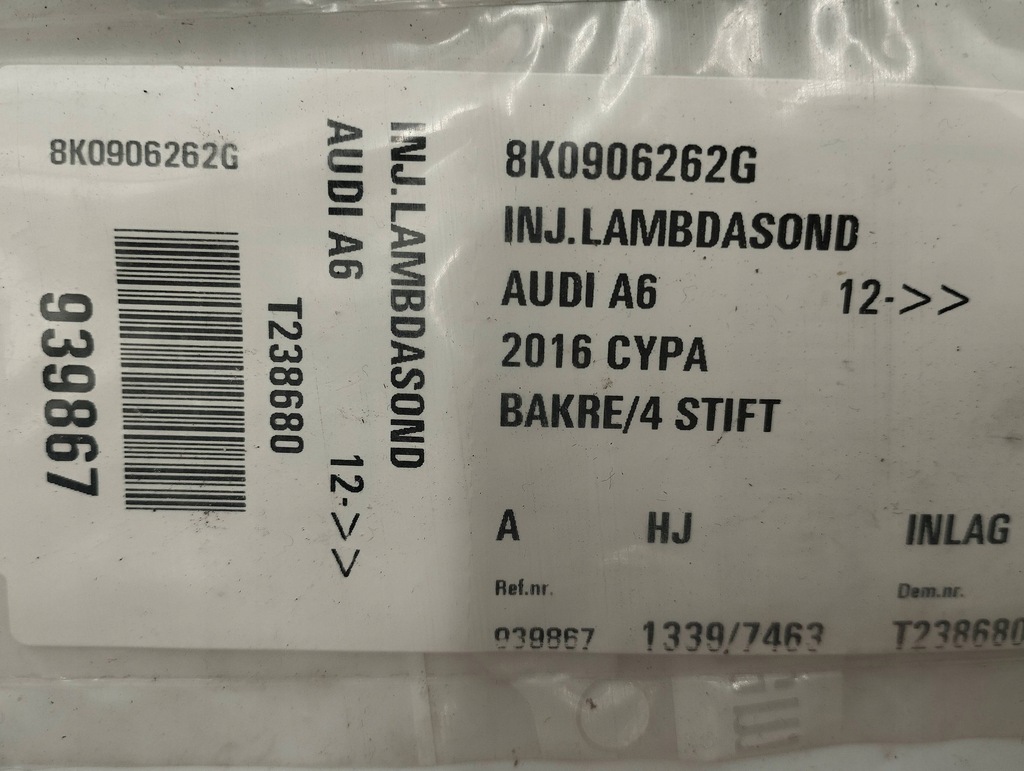 8K0906262G
939867
T238680
AUDI A6 12->>
INJ.LAMBDASOND
8K0906262G
INJ.LAMBDASOND
AUDI A6 12->>
2016 CYPA
BAKRE/4 STIFT
A HJ INLAG
Ref.nr. Dem.nr.
939867 1339/7463 T238680